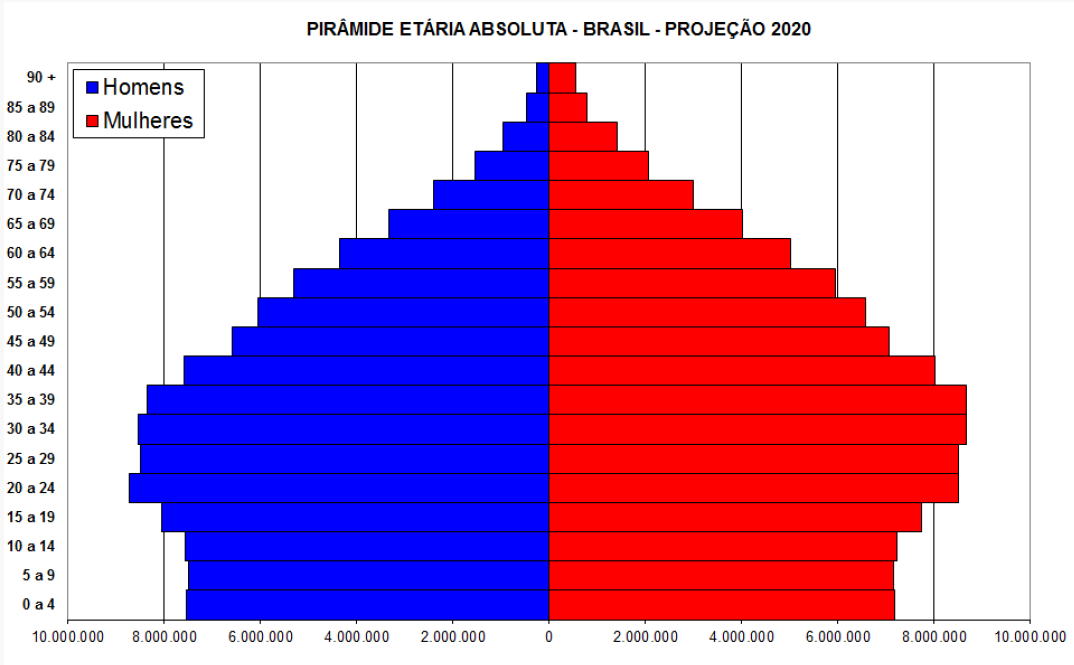 PIRÂMIDE ETÁRIA ABSOLUTA - BRASIL - PROJEÇÃO 2020
Homens
Mulheres
90 +
85 a 89
80 a 84
75 a 79
70 a 74
65 a 69
60 a 64
55 a 59
50 a 54
45 a 49
40 a 44
35 a 39
30 a 34
25 a 29
20 a 24
15 a 19
10 a 14
5 a 9
0 a 4
10.000.000 8.000.000 6.000.000 4.000.000 2.000.000 0 2.000.000 4.000.000 6.000.000 8.000.000 10.000.000